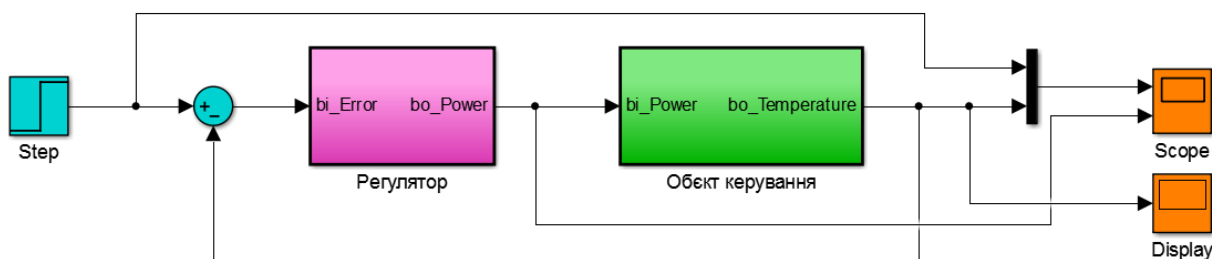 Step
+
−
bi_Error bo_Power
Регулятор
bi_Power bo_Temperature
Обєкт керування
Scope
Display